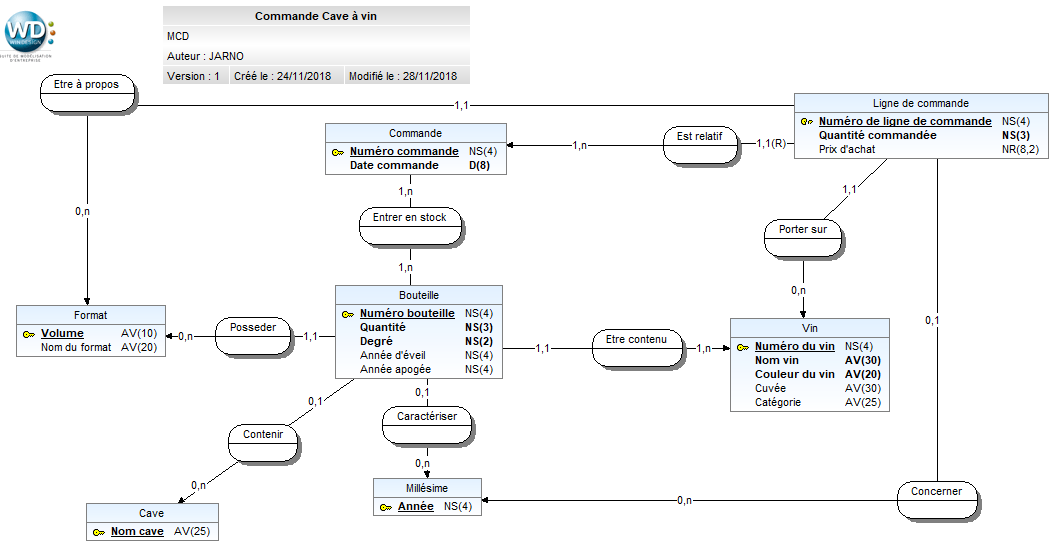 Commande Cave à vin
MCD
Auteur : JARNO
Version : 1 Créé le : 24/11/2018 Modifié le : 28/11/2018
WD
WIN DESIGN
SUITE DE MODELISATION
D'ENTREPRISE
Etre à propos
1,1
Ligne de commande
Numéro de ligne de commande NS(4)
Quantité commandée NS(3)
Prix d'achat NR(8,2)
Commande
Numéro commande NS(4)
Date commande D(8)
Est relatif
1,n
1,1(R)
1,n
Entrer en stock
1,n
1,1
Porter sur
0,n
0,n
Bouteille
Numéro bouteille NS(4)
Quantité NS(3)
Degré NS(2)
Année d'éveil NS(4)
Année apogée NS(4)
Format
Volume AV(10)
Nom du format AV(20)
0,n
Posseder
1,1
1,1
Etre contenu
1,n
Vin
Numéro du vin NS(4)
Nom vin AV(30)
Couleur du vin AV(20)
Cuvée AV(30)
Catégorie AV(25)
0,1
0,1
0,1
Contenir
Caractériser
0,n
0,n
Cave
Nom cave AV(25)
Millésime
Année NS(4)
0,n
Concerner